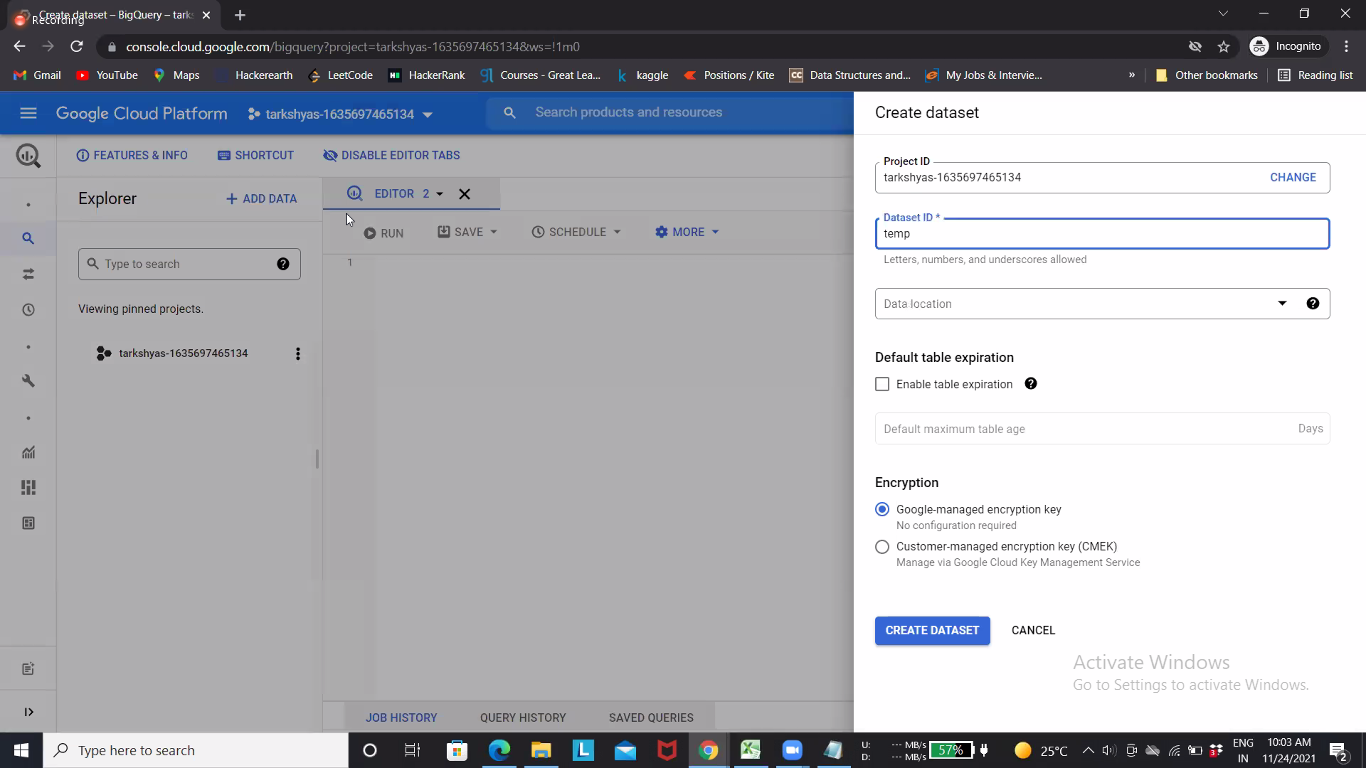 Create dataset – BigQuery – tarks
Recording
console.cloud.google.com/bigquery?project=tarkshyas-1635697465134&ws=!1m0
Incognito
Gmail
YouTube
Maps
Hackerearth
LeetCode
HackerRank
Courses - Great Lea...
kaggle
Positions / Kite
Data Structures and...
My Jobs & Intervie...
»
Other bookmarks
Reading list
Google Cloud Platform
tarkshyas-1635697465134
Search products and resources
FEATURES & INFO
SHORTCUT
DISABLE EDITOR TABS
Explorer
+ ADD DATA
EDITOR 2
RUN
SAVE
SCHEDULE
MORE
1
Type to search
Viewing pinned projects.
tarkshyas-1635697465134
JOB HISTORY
QUERY HISTORY
SAVED QUERIES
Create dataset
Project ID
tarkshyas-1635697465134
CHANGE
Dataset ID *
temp
Letters, numbers, and underscores allowed
Data location
Default table expiration
Enable table expiration
Default maximum table age
Days
Encryption
Google-managed encryption key
No configuration required
Customer-managed encryption key (CMEK)
Manage via Google Cloud Key Management Service
CREATE DATASET
CANCEL
Activate Windows
Go to Settings to activate Windows.
Type here to search
U: --- MB/s
D: --- MB/s
57%
25°C
ENG
IN
10:03 AM
11/24/2021
2